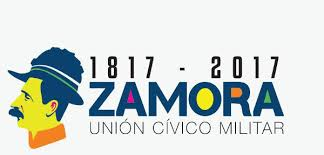 1817 - 2017
ZAMORA
UNIÓN CÍVICO MILITAR